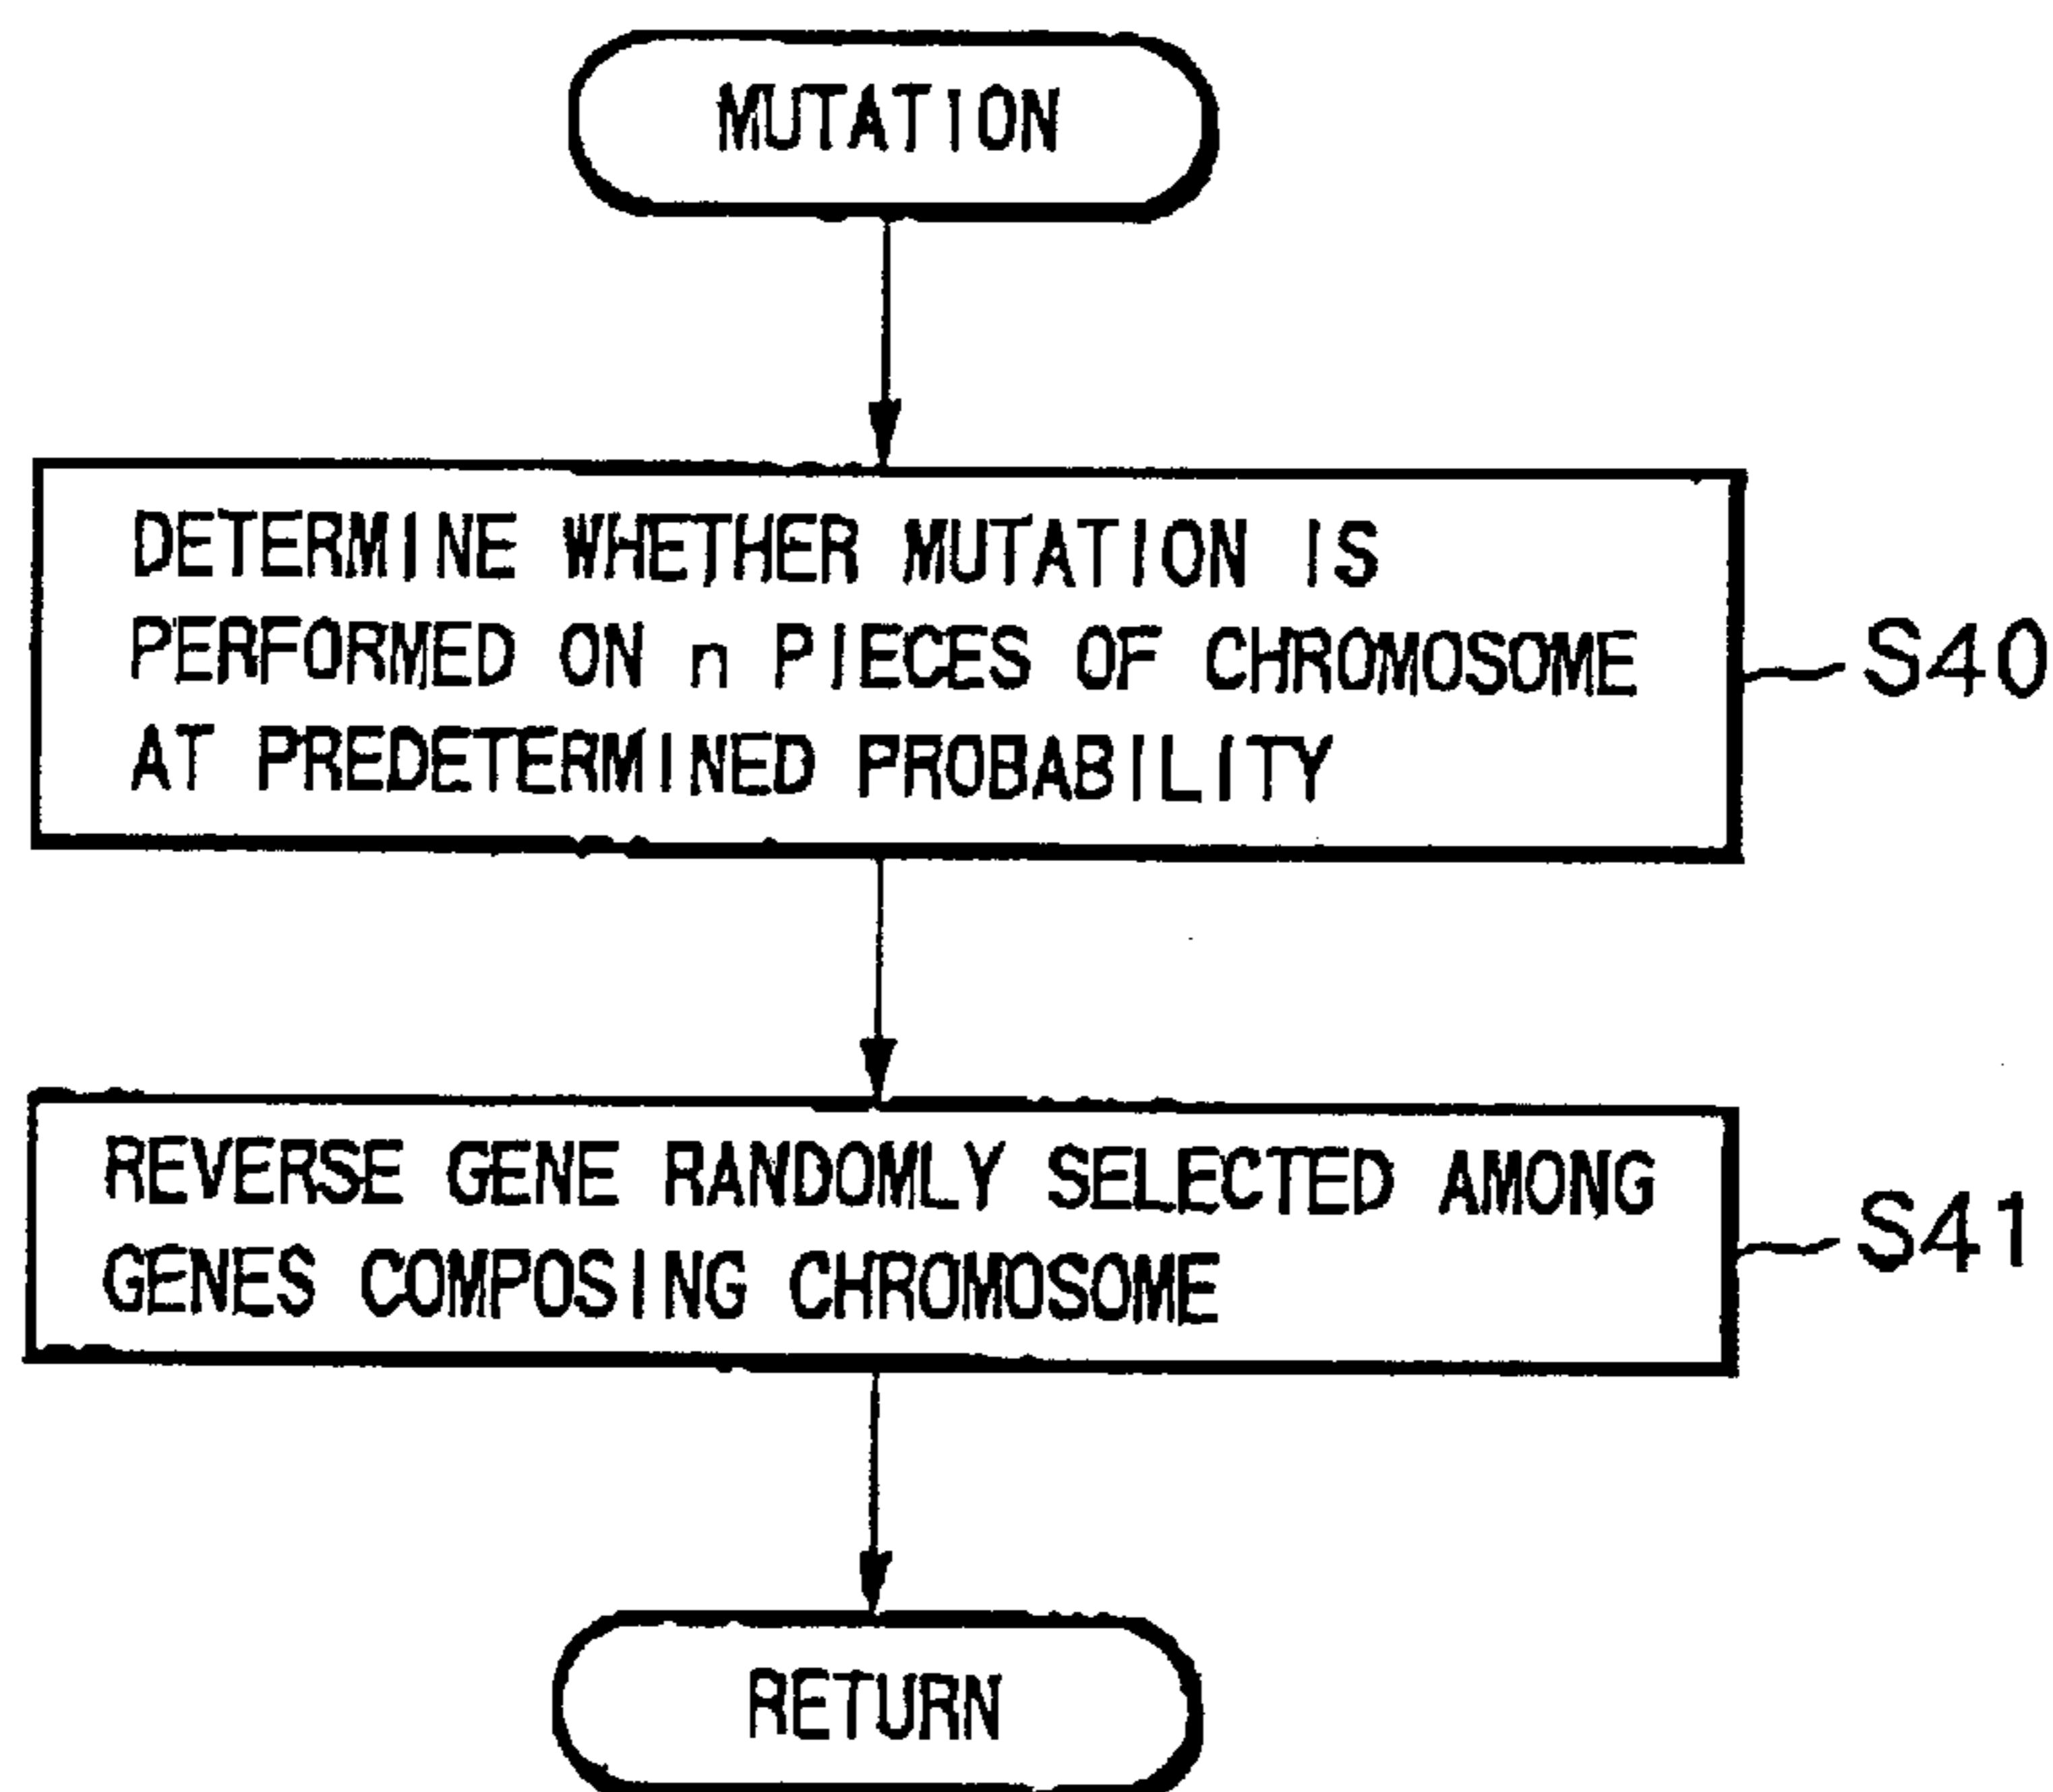 MUTATION
DETERMINE WHETHER MUTATION IS
PERFORMED ON n PIECES OF CHROMOSOME
AT PREDETERMINED PROBABILITY
S40
REVERSE GENE RANDOMLY SELECTED AMONG
GENES COMPOSING CHROMOSOME
S41
RETURN